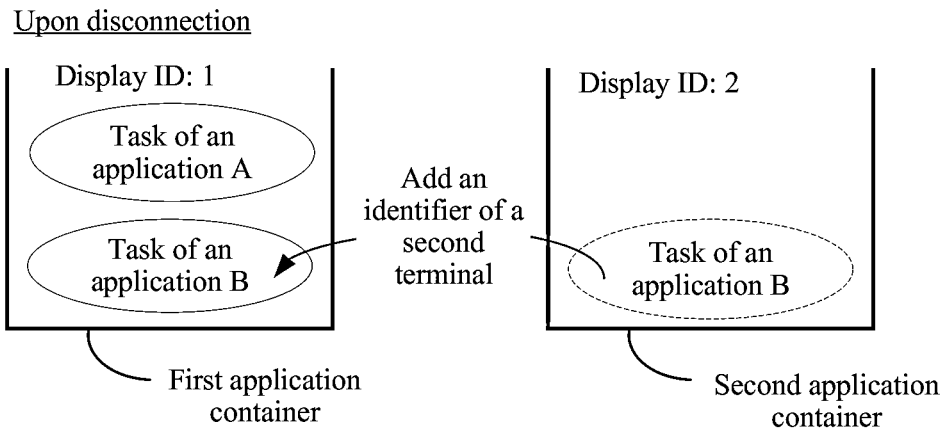 Upon disconnection
Display ID: 1
Task of an
application A
Task of an
application B
First application
container
Add an
identifier of a
second
terminal
Display ID: 2
Task of an
application B
Second application
container